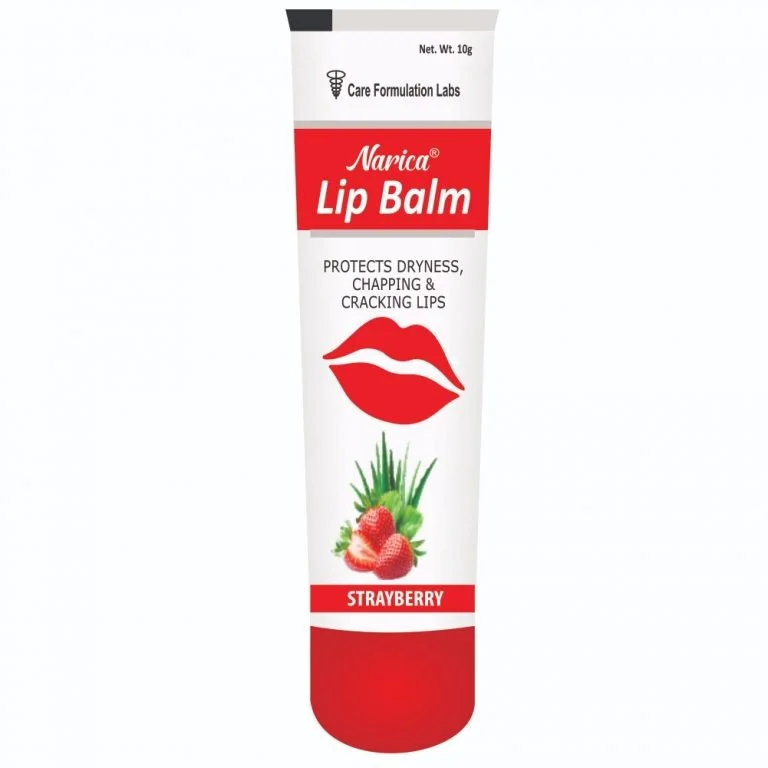 Net. Wt. 10g
Care Formulation Labs
Narica®
Lip Balm
PROTECTS DRYNESS,
CHAPPING &
CRACKING LIPS
STRAYBERRY